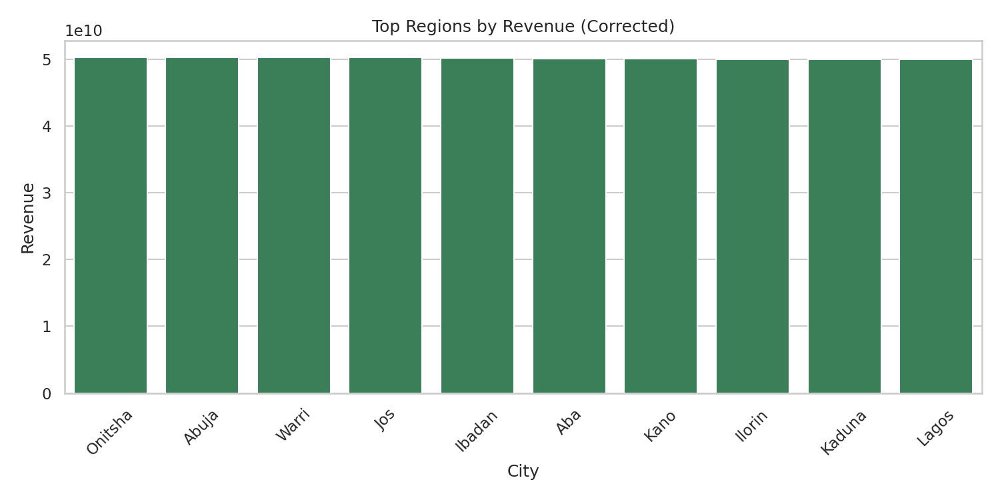 Top Regions by Revenue (Corrected)
1e10
5
4
3
2
1
0
Revenue
Onitsha
Abuja
Warri
Jos
Ibadan
Aba
Kano
Ilorin
Kaduna
Lagos
City